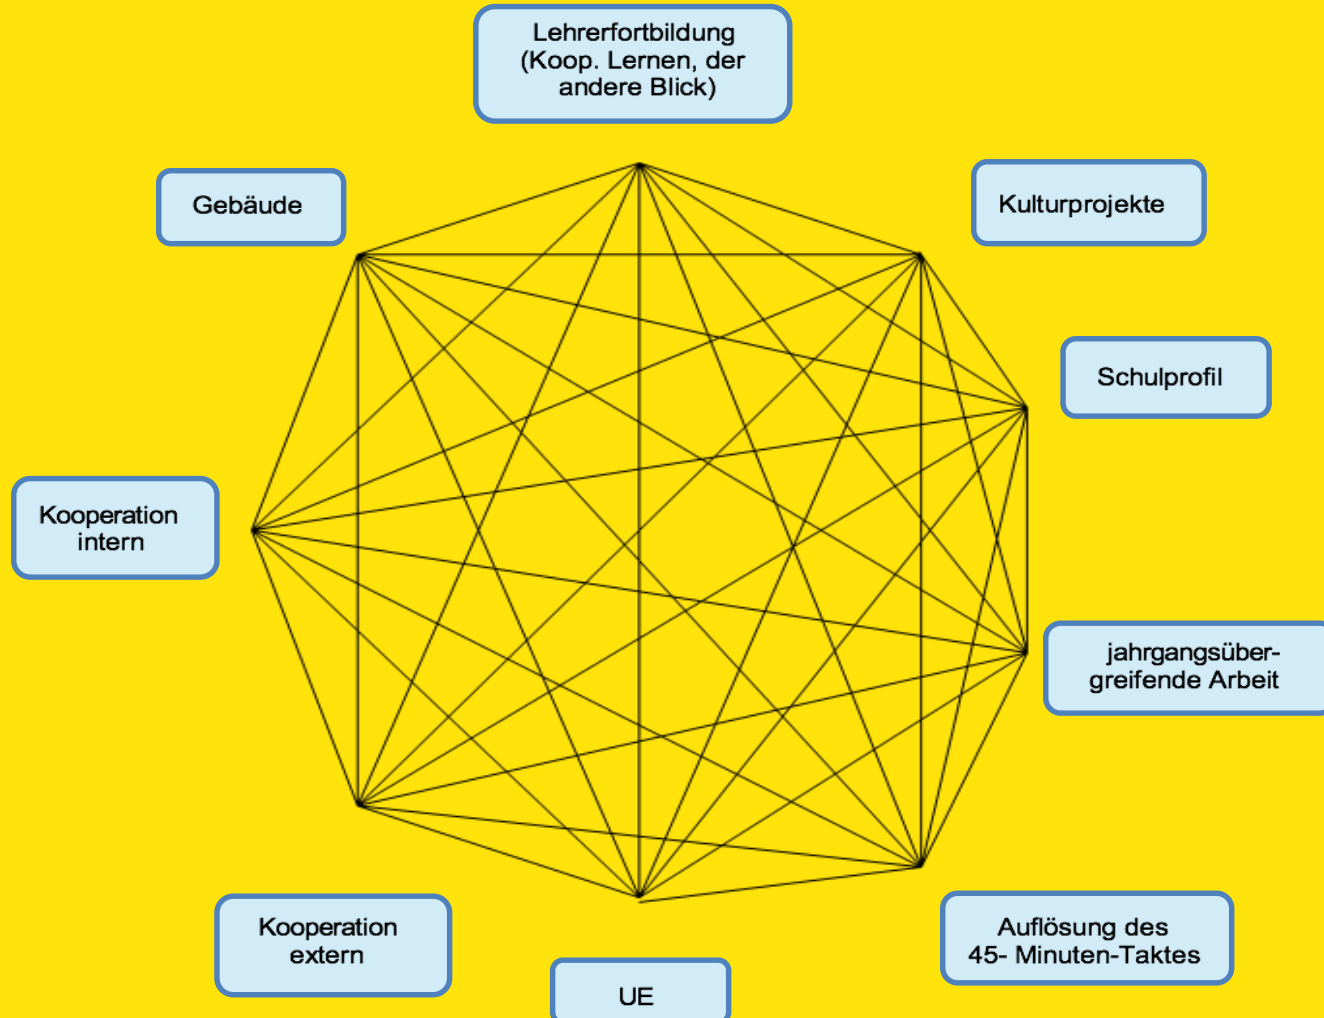 Lehrerfortbildung
(Koop. Lernen, der
andere Blick)
Gebäude
Kulturprojekte
Schulprofil
Kooperation
intern
jahrgangsüber-
greifende Arbeit
Kooperation
extern
Auflösung des
45- Minuten-Taktes
UE